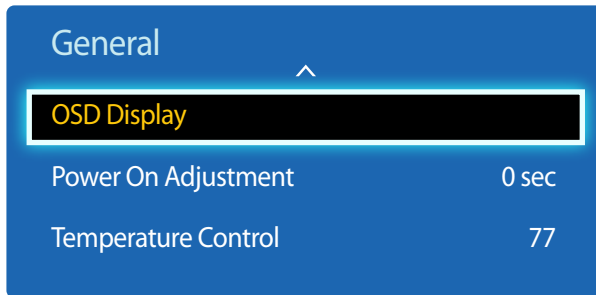 General
OSD Display
Power On Adjustment 0 sec
Temperature Control 77